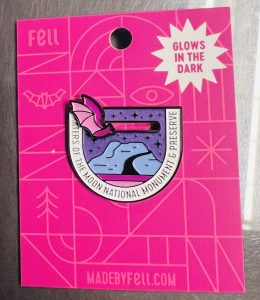 Fell
GLOWS
IN THE
DARK
CRATERS OF THE MOON NATIONAL MONUMENT & PRESERVE
MADEBYFELL.COM